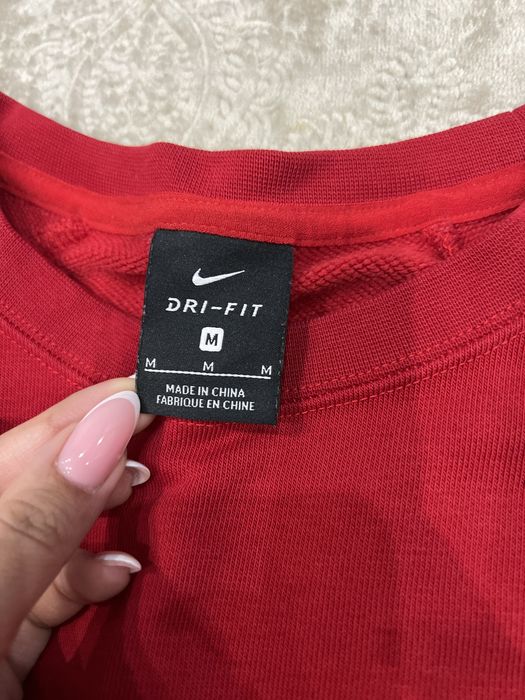 DRI-FIT
M
M M M
MADE IN CHINA
FABRIQUE EN CHINE